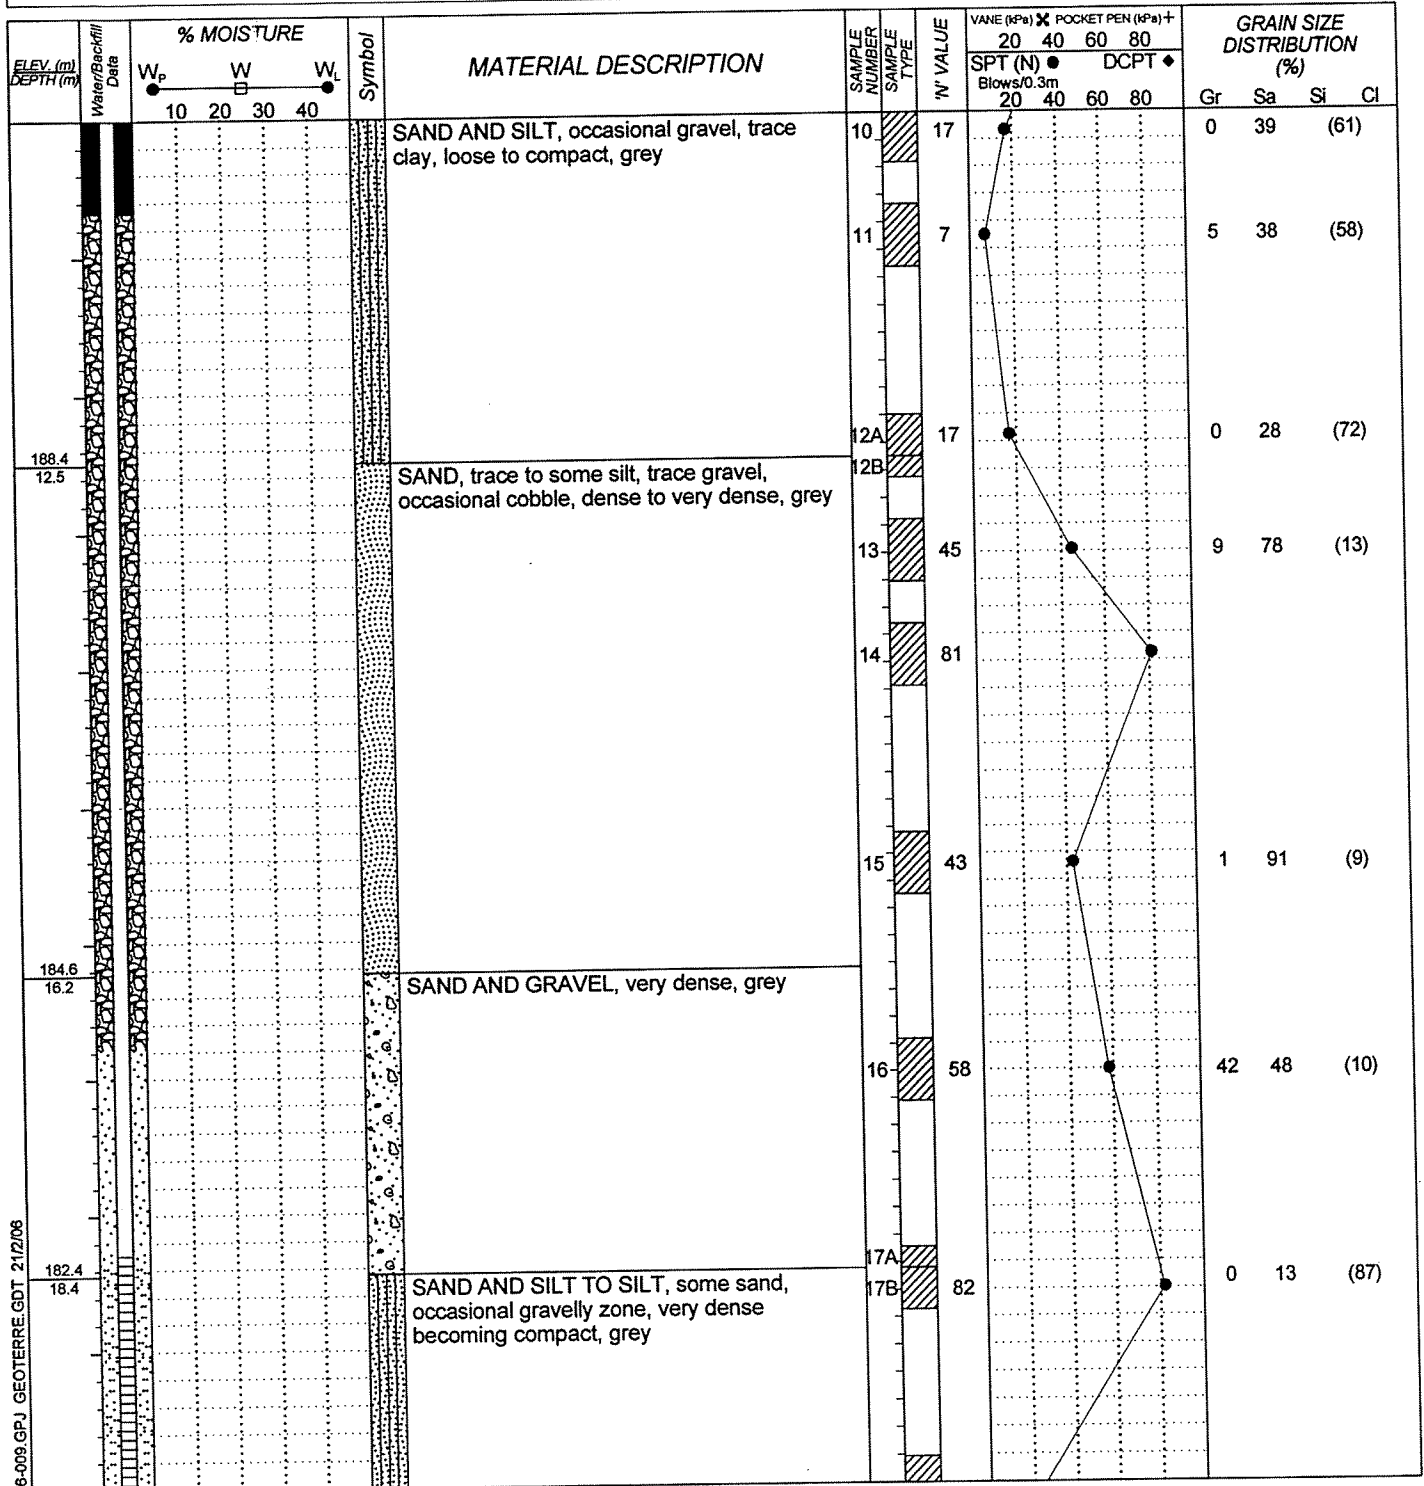 ELEV. (m)
DEPTH (m)
Water/Backfill Data
% MOISTURE
WP W WL
10 20 30 40
Symbol
MATERIAL DESCRIPTION
SAMPLE NUMBER
SAMPLE TYPE
'N' VALUE
VANE (kPa) ✖ POCKET PEN (kPa) +
20 40 60 80
SPT (N) ● DCPT ◆
Blows/0.3m
20 40 60 80
GRAIN SIZE
DISTRIBUTION
(%)
Gr Sa Si Cl
SAND AND SILT, occasional gravel, trace
clay, loose to compact, grey
10 17 0 39 (61)
11 7 5 38 (58)
12A 17 0 28 (72)
188.4
12.5
12B
SAND, trace to some silt, trace gravel,
occasional cobble, dense to very dense, grey
13 45 9 78 (13)
14 81
15 43 1 91 (9)
184.6
16.2
SAND AND GRAVEL, very dense, grey
16 58 42 48 (10)
17A
182.4
18.4
SAND AND SILT TO SILT, some sand,
occasional gravelly zone, very dense
becoming compact, grey
17B 82 0 13 (87)
6-009.GPJ GEOTERRE.GDT 21/2/06